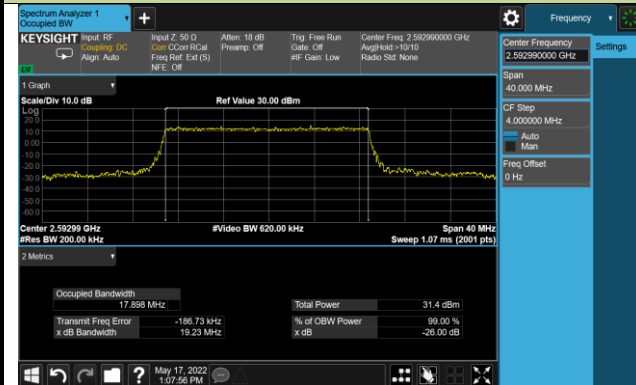 Spectrum Analyzer 1
Occupied BW
Frequency
KEYSIGHT
Input: RF
Coupling: DC
Align: Auto
Input Z: 50 Ω
Corr CCorr RCal
Freq Ref: Ext (S)
NFE: Off
Atten: 18 dB
Preamp: Off
Trig: Free Run
Gate: Off
#IF Gain: Low
Center Freq: 2.592990000 GHz
Avg|Hold:>10/10
Radio Std: None
1 Graph
Scale/Div 10.0 dB
Ref Value 30.00 dBm
Log
20.0
10.0
0.00
-10.0
-20.0
-30.0
-40.0
-50.0
-60.0
Center 2.59299 GHz
#Video BW 620.00 kHz
Span 40 MHz
#Res BW 200.00 kHz
Sweep 1.07 ms (2001 pts)
2 Metrics
Occupied Bandwidth
17.898 MHz
Total Power
31.4 dBm
Transmit Freq Error
-186.73 kHz
% of OBW Power
99.00 %
x dB Bandwidth
19.23 MHz
x dB
-26.00 dB
May 17, 2022
1:07:56 PM
Center Frequency
2.592990000 GHz
Settings
Span
40.000 MHz
CF Step
4.000000 MHz
Auto
Man
Freq Offset
0 Hz